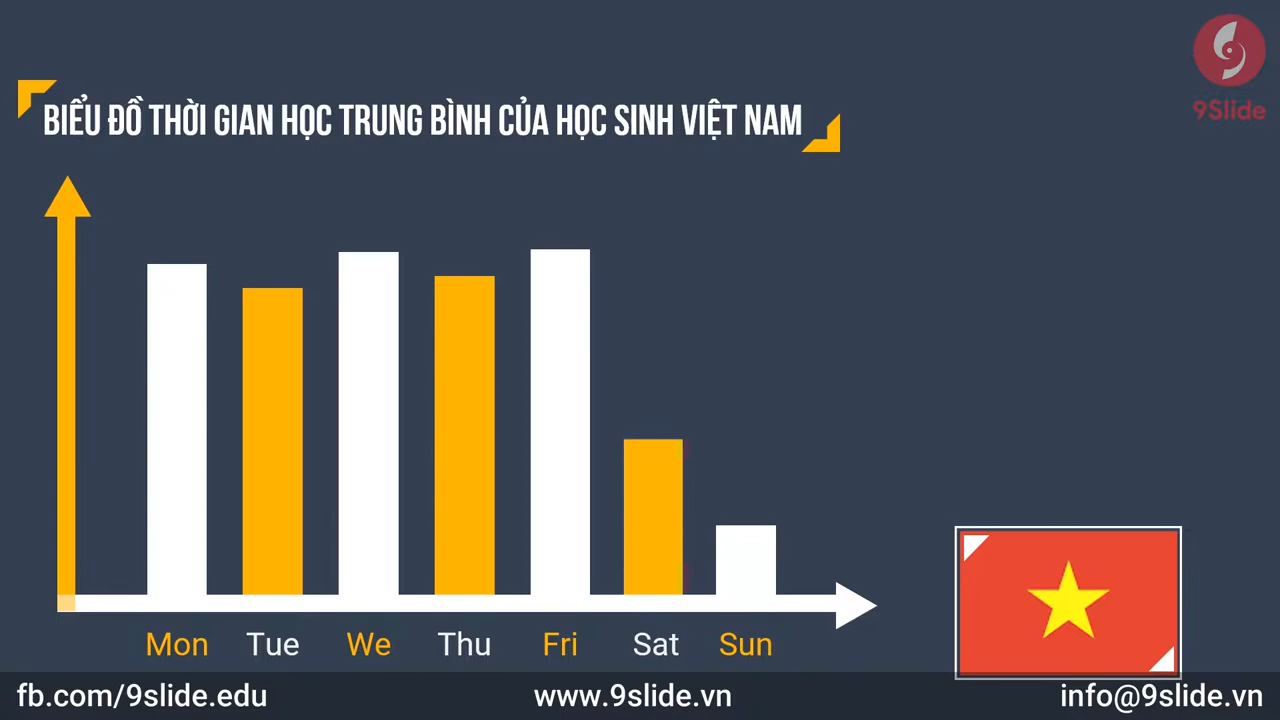 9Slide
BIỂU ĐỒ THỜI GIAN HỌC TRUNG BÌNH CỦA HỌC SINH VIỆT NAM
Mon Tue We Thu Fri Sat Sun
fb.com/9slide.edu www.9slide.vn info@9slide.vn